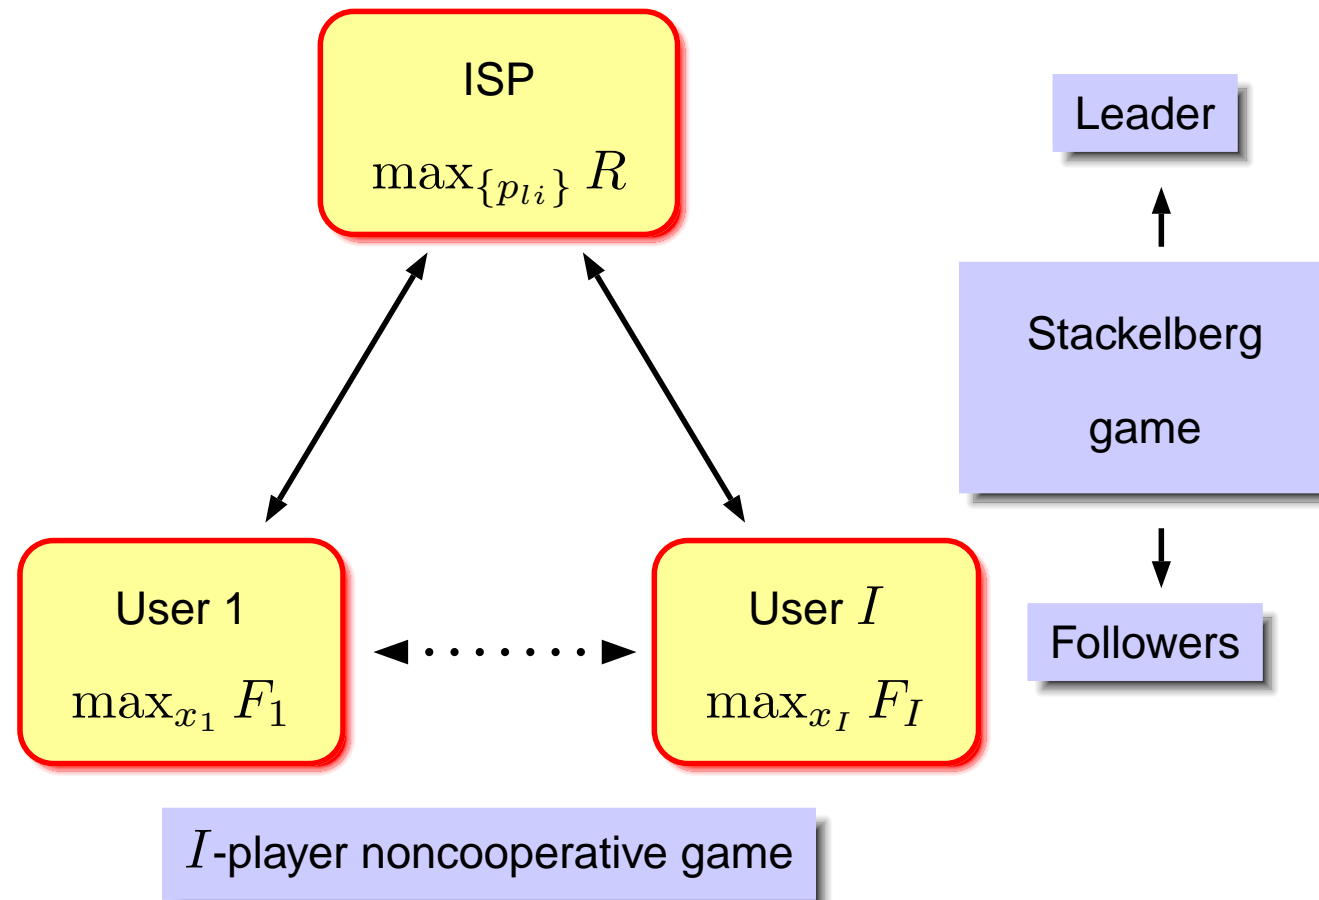 ISP
max_{p_{li}} R
Leader
Stackelberg
game
User 1
max_{x_1} F_1
User I
max_{x_I} F_I
Followers
I-player noncooperative game